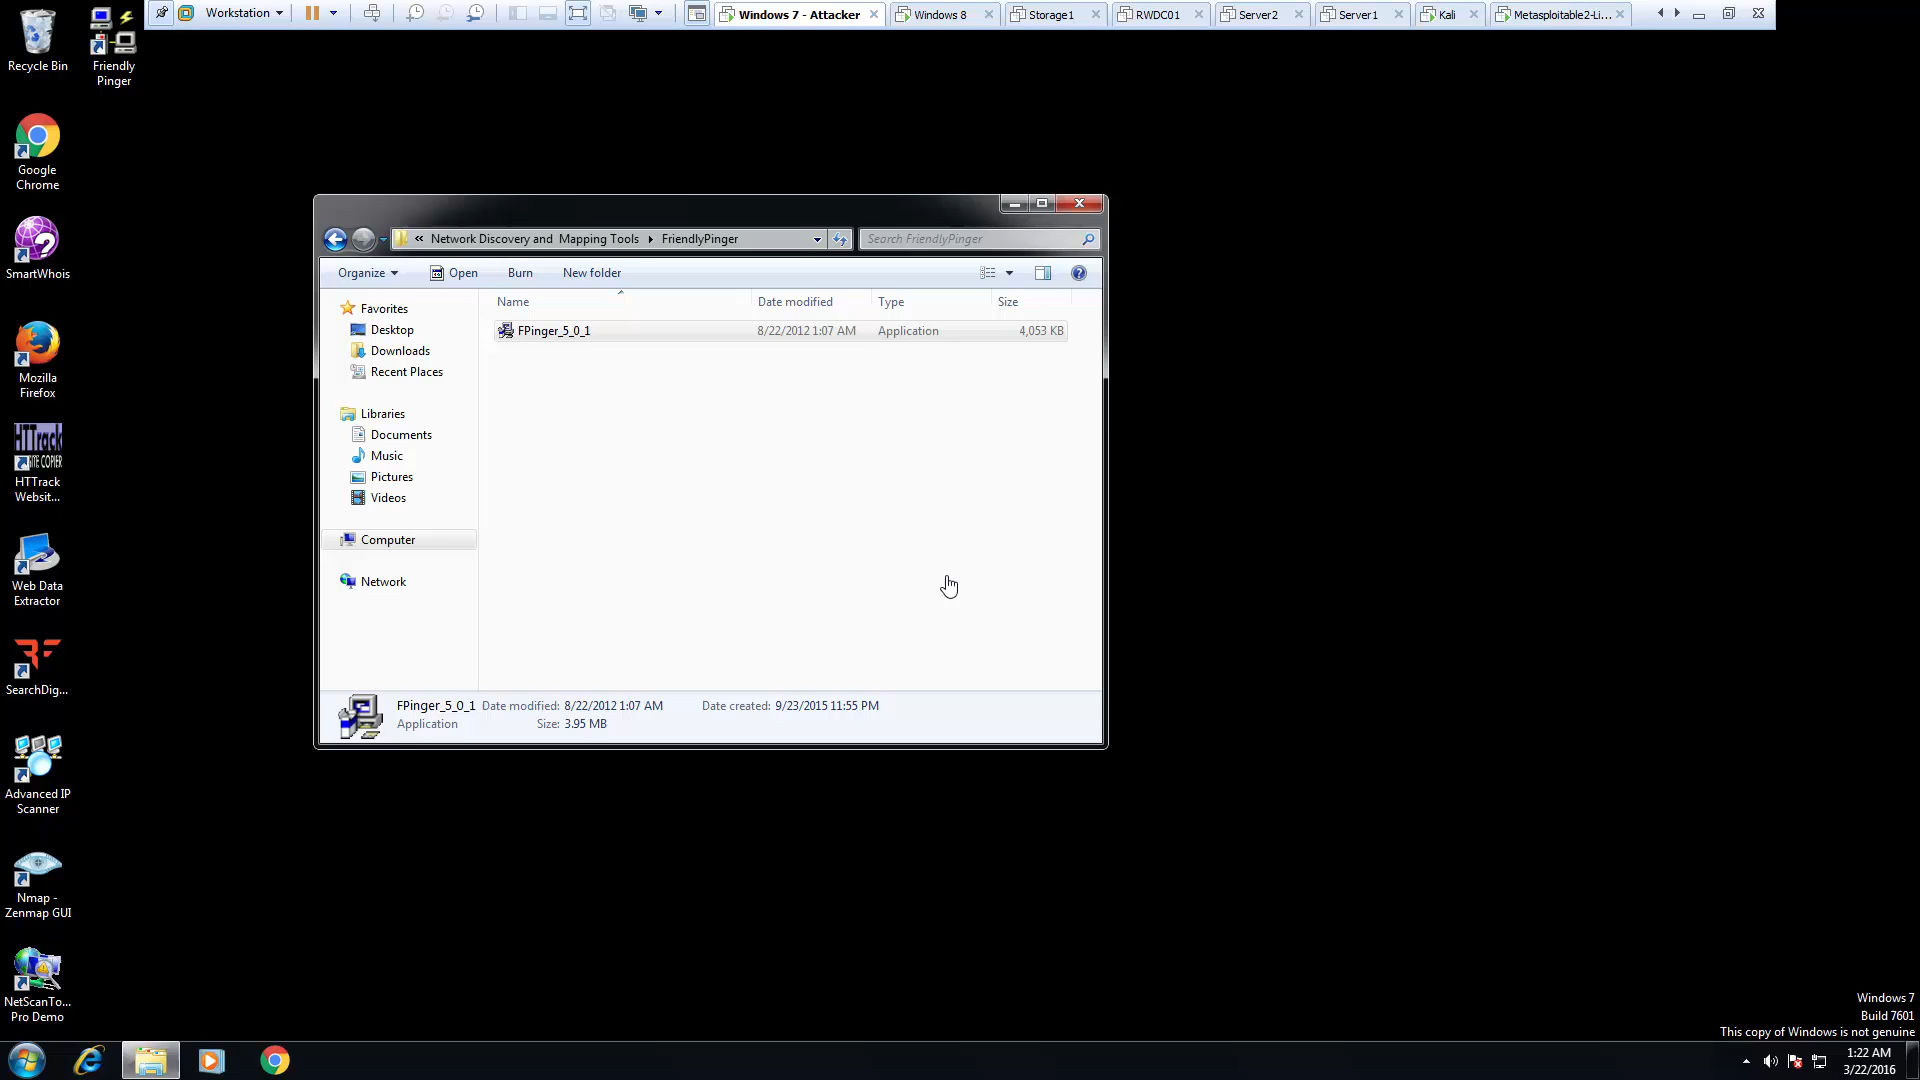 Workstation
Windows 7 - Attacker
Windows 8
Storage1
RWDC01
Server2
Server1
Kali
Metasploitable2-Li...
Recycle Bin
Friendly
Pinger
Google
Chrome
SmartWhois
Mozilla
Firefox
HTTrack
SITE COPIER
HTTrack
Websit...
Web Data
Extractor
SearchDig...
Advanced IP
Scanner
Nmap -
Zenmap GUI
NetScanTo...
Pro Demo
« Network Discovery and Mapping Tools FriendlyPinger
Search FriendlyPinger
Organize Open Burn New folder
Name Date modified Type Size
FPinger_5_0_1 8/22/2012 1:07 AM Application 4,053 KB
Favorites
Desktop
Downloads
Recent Places
Libraries
Documents
Music
Pictures
Videos
Computer
Network
FPinger_5_0_1 Date modified: 8/22/2012 1:07 AM Date created: 9/23/2015 11:55 PM
Application Size: 3.95 MB
Windows 7
Build 7601
This copy of Windows is not genuine
1:22 AM
3/22/2016